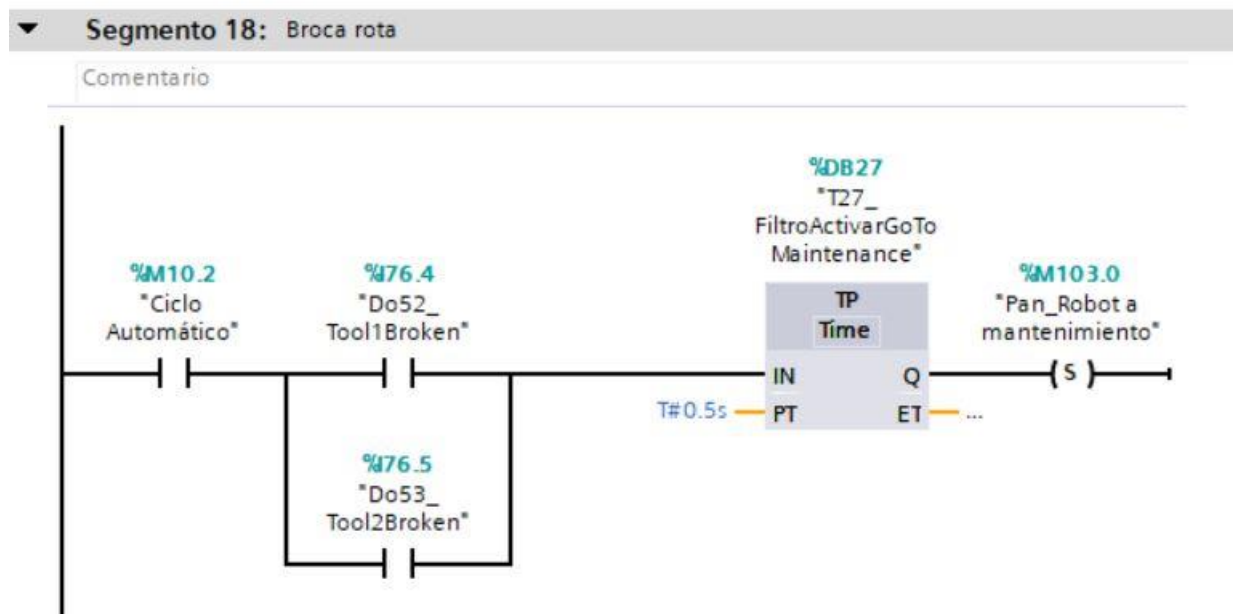 Segmento 18: Broca rota
Comentario
%DB27
"T27_
FiltroActivarGoTo
Maintenance"
%M10.2
"Ciclo
Automático"
%I76.4
"Do52_
Tool1Broken"
TP
Time
%M103.0
"Pan_Robot a
mantenimiento"
IN
Q
S
T#0.5s
PT
ET
...
%I76.5
"Do53_
Tool2Broken"